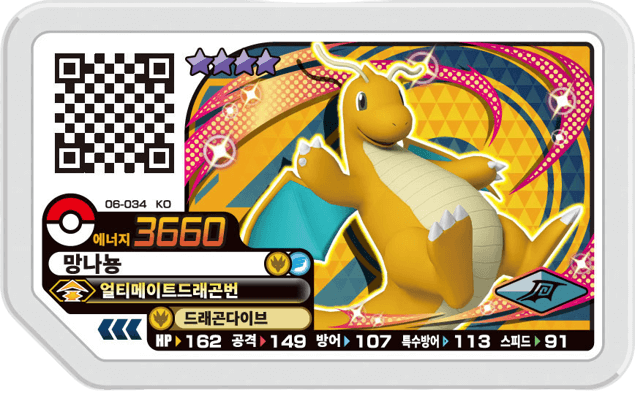 06-034 KO
에너지 3660
망나뇽
얼티메이트드래곤번
드래곤다이브
HP 162 공격 149 방어 107 특수방어 113 스피드 91